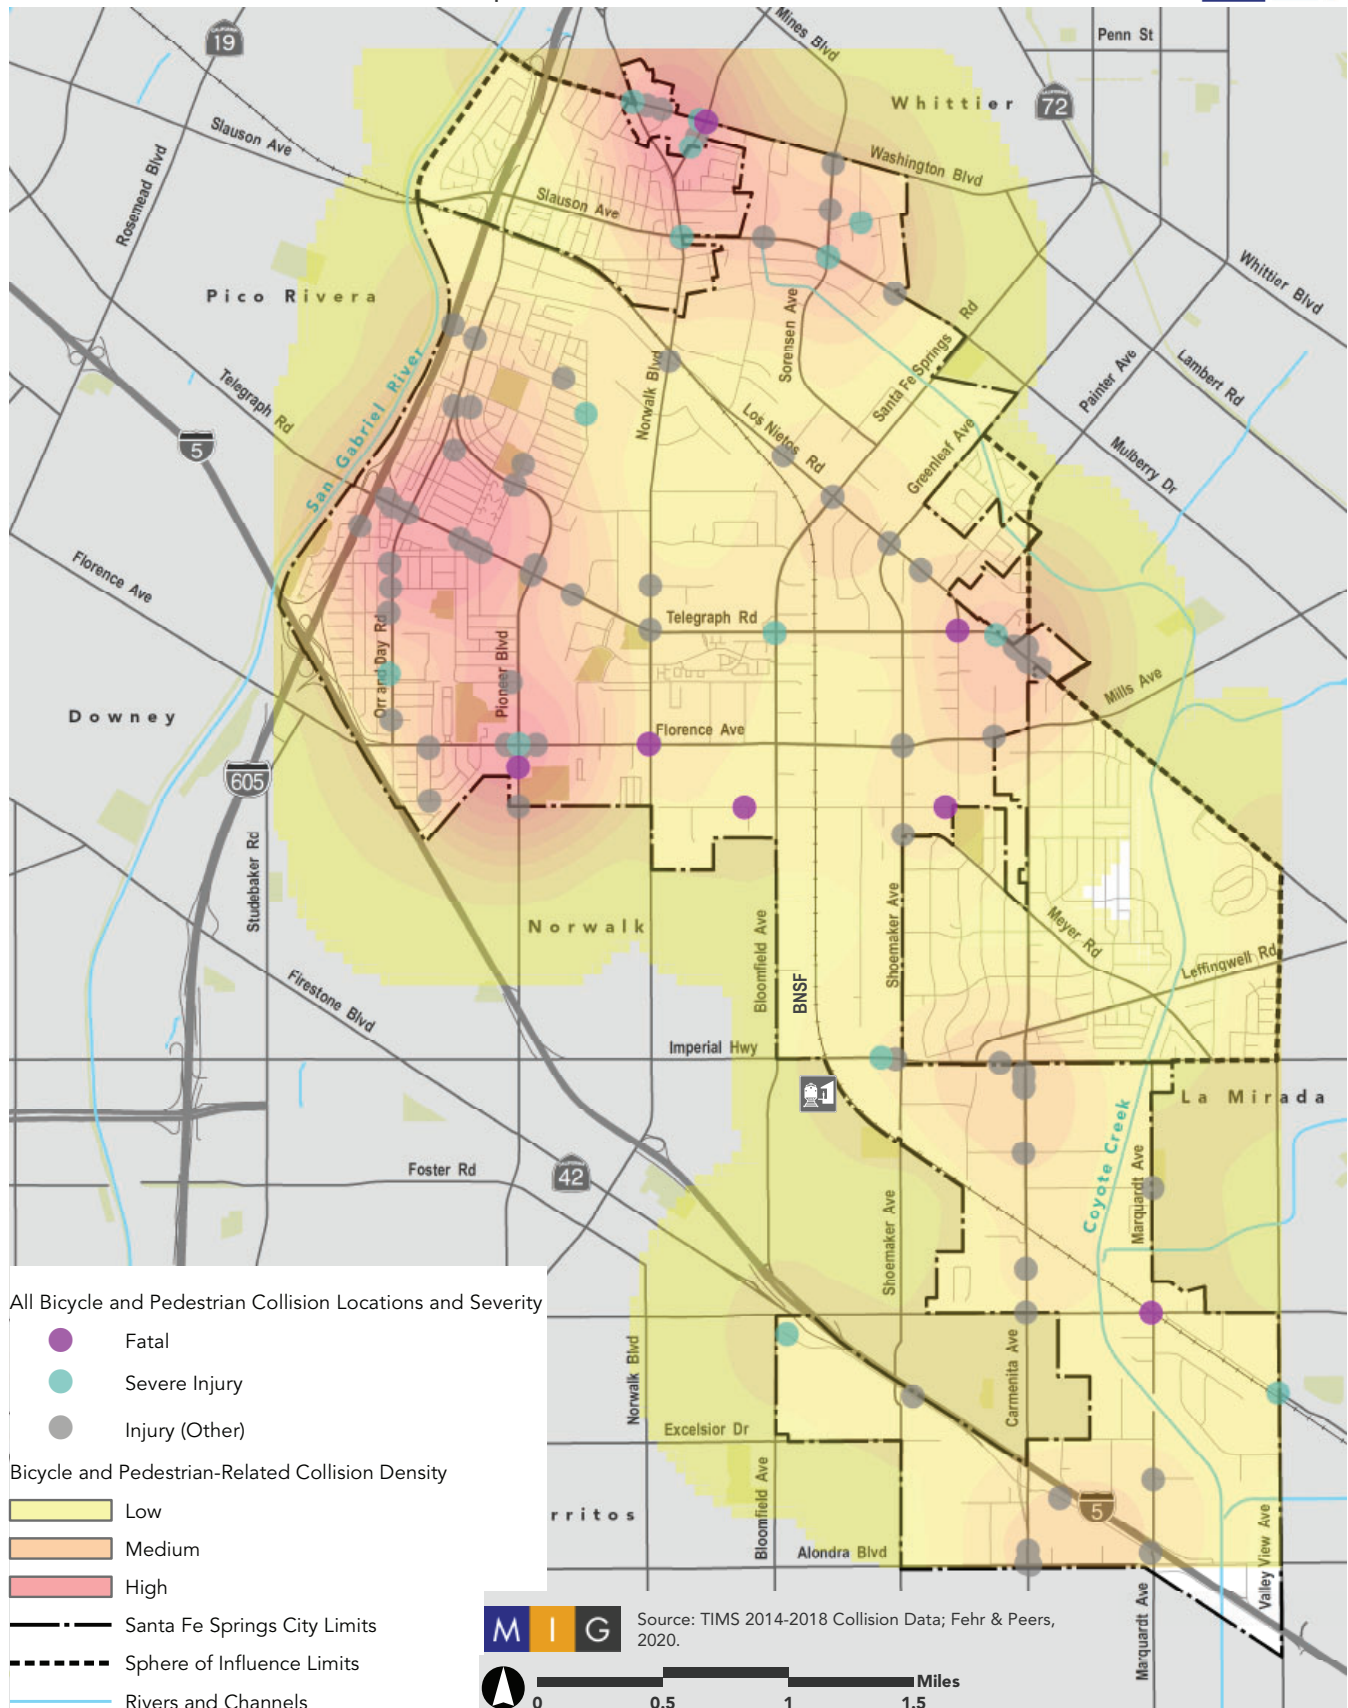 Mines Blvd
Penn St
CALIFORNIA
19
Whittier
CALIFORNIA
72
Slauson Ave
Washington Blvd
Rosemead Blvd
Slauson Ave
Whittier Blvd
Pico Rivera
Sorensen Ave
Santa Fe Springs Rd
Painter Ave
Lambert Rd
San Gabriel River
Telegraph Rd
Norwalk Blvd
Los Nietos Rd
Greenleaf Ave
Mulberry Dr
5
Florence Ave
Telegraph Rd
Orr and Day Rd
Pioneer Blvd
Mills Ave
Downey
Florence Ave
605
Studebaker Rd
Norwalk
Bloomfield Ave
BNSF
Shoemaker Ave
Meyer Rd
Leffingwell Rd
Firestone Blvd
Imperial Hwy
La Mirada
Coyote Creek
Foster Rd
CALIFORNIA
42
Marquardt Ave
Shoemaker Ave
All Bicycle and Pedestrian Collision Locations and Severity
Fatal
Severe Injury
Injury (Other)
Norwalk Blvd
Carmenita Ave
Excelsior Dr
Bicycle and Pedestrian-Related Collision Density
Low
Medium
High
Santa Fe Springs City Limits
Sphere of Influence Limits
Rivers and Channels
rritos
Bloomfield Ave
Alondra Blvd
5
Valley View Ave
Marquardt Ave
M I G
Source: TIMS 2014-2018 Collision Data; Fehr & Peers,
2020.
Miles
0 0.5 1 1.5